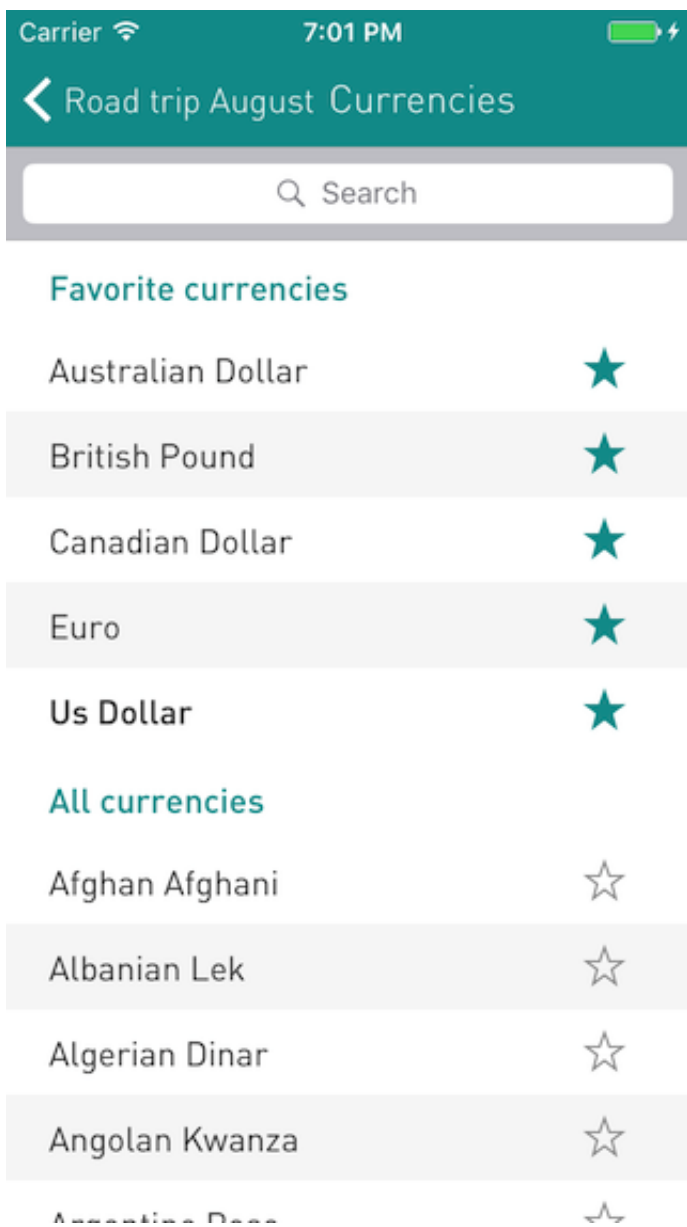 Carrier 7:01 PM
Road trip August Currencies
Search
Favorite currencies
Australian Dollar
British Pound
Canadian Dollar
Euro
Us Dollar
All currencies
Afghan Afghani
Albanian Lek
Algerian Dinar
Angolan Kwanza